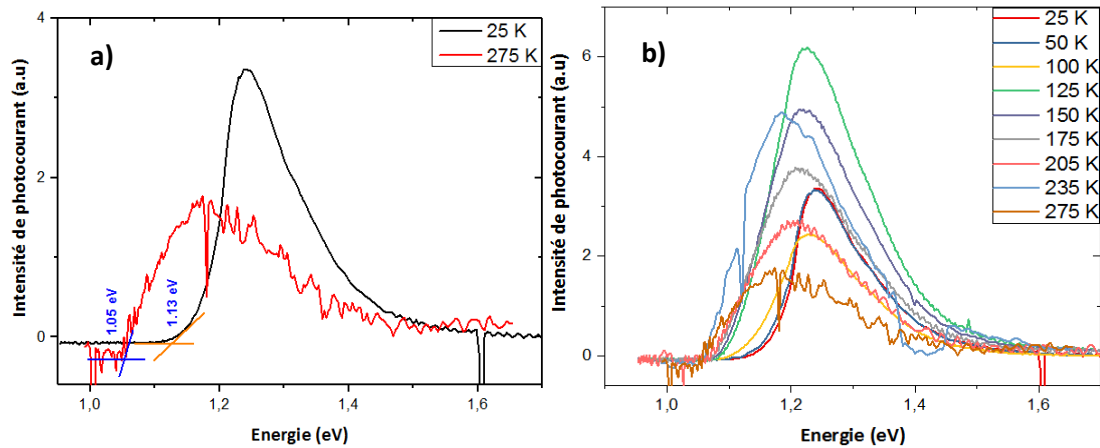 a)
25 K
275 K
Intensité de photocourant (a.u)
4
2
0
1.05 eV
1.13 eV
1,0
1,2
1,4
1,6
Energie (eV)
b)
25 K
50 K
100 K
125 K
150 K
175 K
205 K
235 K
275 K
Intensité de photocourant (a.u)
6
4
2
0
1,0
1,2
1,4
1,6
Energie (eV)